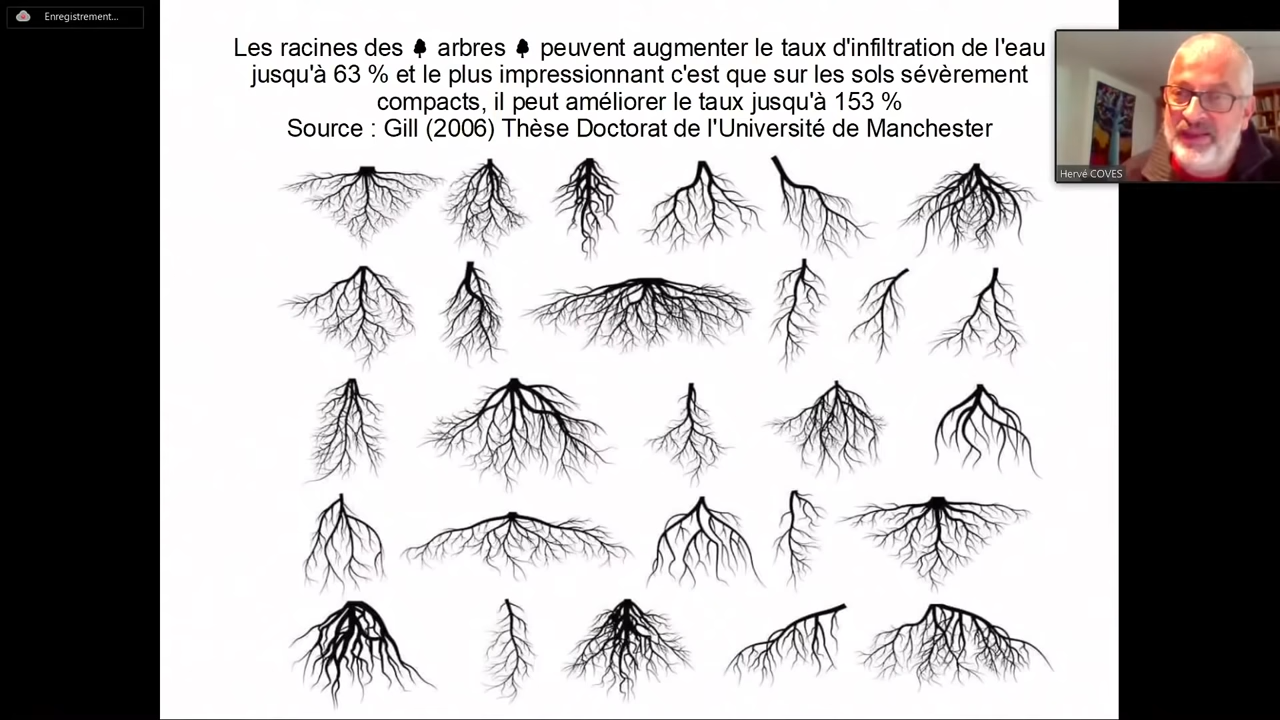 Enregistrement...
Les racines des 🌳 arbres 🌳 peuvent augmenter le taux d'infiltration de l'eau
jusqu'à 63 % et le plus impressionnant c'est que sur les sols sévèrement
compacts, il peut améliorer le taux jusqu'à 153 %
Source : Gill (2006) Thèse Doctorat de l'Université de Manchester
Hervé COVES